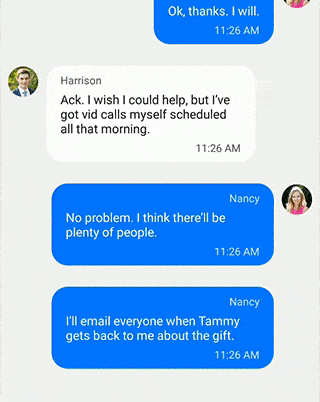 Ok, thanks. I will.
11:26 AM
Harrison
Ack. I wish I could help, but I’ve
got vid calls myself scheduled
all that morning.
11:26 AM
Nancy
No problem. I think there’ll be
plenty of people.
11:26 AM
Nancy
I’ll email everyone when Tammy
gets back to me about the gift.
11:26 AM